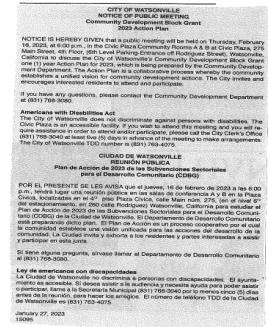 CITY OF WATSONVILLE
NOTICE OF PUBLIC MEETING
Community Development Block Grant
2023 Action Plan
NOTICE IS HEREBY GIVEN that a public meeting will be held on Thursday, February
16, 2023, at 6:00 p.m., in the Civic Plaza Community Rooms A & B at Civic Plaza, 275
Main Street, 4th Floor, (6th Level Parking Entrance off Rodriguez Street), Watsonville,
California to discuss the City of Watsonville's Community Development Block Grant
one (1) year Action Plan for 2023, which is being prepared by the Community Develop-
ment Department. The Action Plan is a collaborative process whereby the community
establishes a unified vision for community development actions. The City invites and
encourages interested residents to attend and participate.
If you have any questions, please contact the Community Development Department
at (831) 768-3080.
Americans with Disabilities Act
The City of Watsonville does not discriminate against persons with disabilities. The
Civic Plaza is an accessible facility. If you wish to attend this meeting and you will re-
quire assistance in order to attend and/or participate, please call the City Clerk's Office
(831) 768-3040 at least five (5) days in advance of the meeting to make arrangements.
The City of Watsonville TDD number is (831) 763-4075.
CIUDAD DE WATSONVILLE
REUNIÓN PÚBLICA
Plan de Acción de 2023 de las Subvenciones Sectoriales
para el Desarrollo Comunitario (CDBG)
POR EL PRESENTE SE LES AVISA que el jueves, 16 de febrero de 2023 a las 6:00
p.m., tendrá lugar una reunión pública en las salas de conferencia A y B en la Plaza
Cívica, localizadas en el 4° piso Plaza Cívica, calle Main núm. 275, (en el nivel 6°
del estacionamiento, en 250 calle Rodriguez), Watsonville, California para estudiar el
Plan de Acción de 2023 de las Subvenciones Sectoriales para el Desarrollo Comuni-
tario (CDBG) de la Ciudad de Watsonville. El Departamento de Desarrollo Comunitario
está preparando dicho plan. El Plan de Acción es un proceso cooperativo por el cual
la comunidad establece una visión unificada para las acciones del desarrollo de la
comunidad. La Ciudad invita y exhorta a los residentes y partes interesadas a asistir
y participar en esta junta.
Si tiene alguna pregunta, sírvase llamar al Departamento de Desarrollo Comunitario
al (831) 768-3080.
Ley de americanos con discapacidades
La Ciudad de Watsonville no discrimina a personas con discapacidades. El ayunta-
miento es accesible. Si desea asistir a la audiencia y necesita ayuda para poder asistir
y participar, llame a la Secretaria Municipal (831) 768-3040 por lo menos cinco (5) días
antes de la reunión, para hacer los arreglos. El número teléfono TDD de la Ciudad
de Watsonville es (831) 763-4075.
January 27, 2023
15095